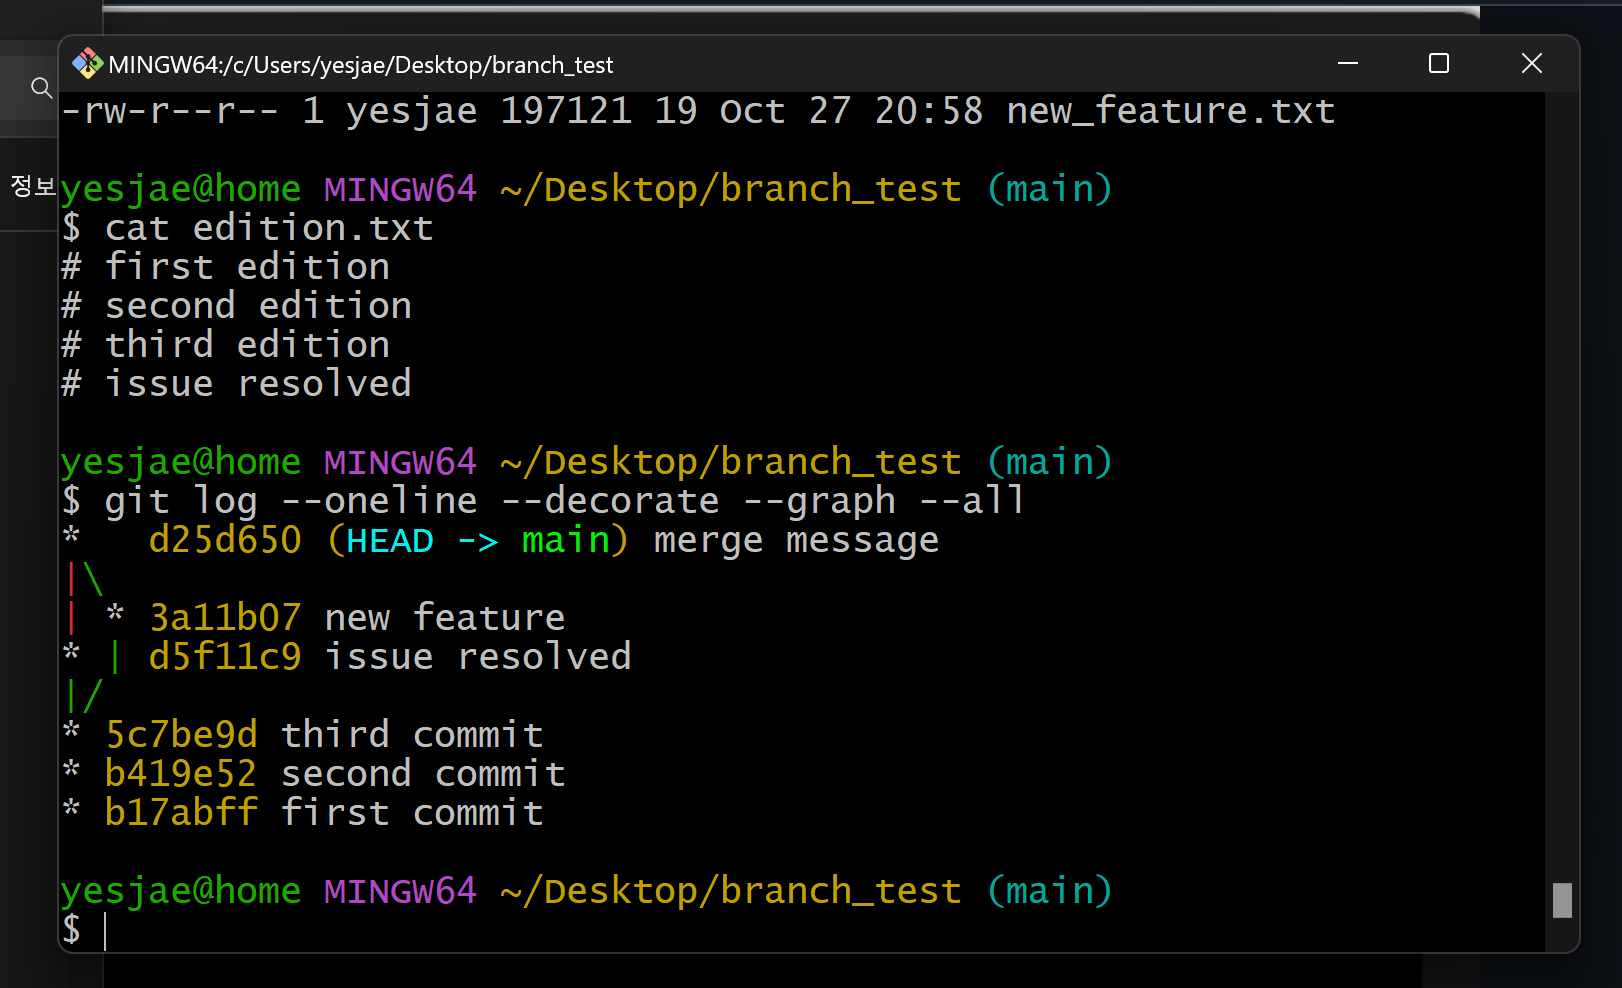 MINGW64:/c/Users/yesjae/Desktop/branch_test
-rw-r--r-- 1 yesjae 197121 19 Oct 27 20:58 new_feature.txt
정보
yesjae@home MINGW64 ~/Desktop/branch_test (main)
$ cat edition.txt
# first edition
# second edition
# third edition
# issue resolved
yesjae@home MINGW64 ~/Desktop/branch_test (main)
$ git log --oneline --decorate --graph --all
*   d25d650 (HEAD -> main) merge message
|\
| * 3a11b07 new feature
* | d5f11c9 issue resolved
|/
* 5c7be9d third commit
* b419e52 second commit
* b17abff first commit
yesjae@home MINGW64 ~/Desktop/branch_test (main)
$